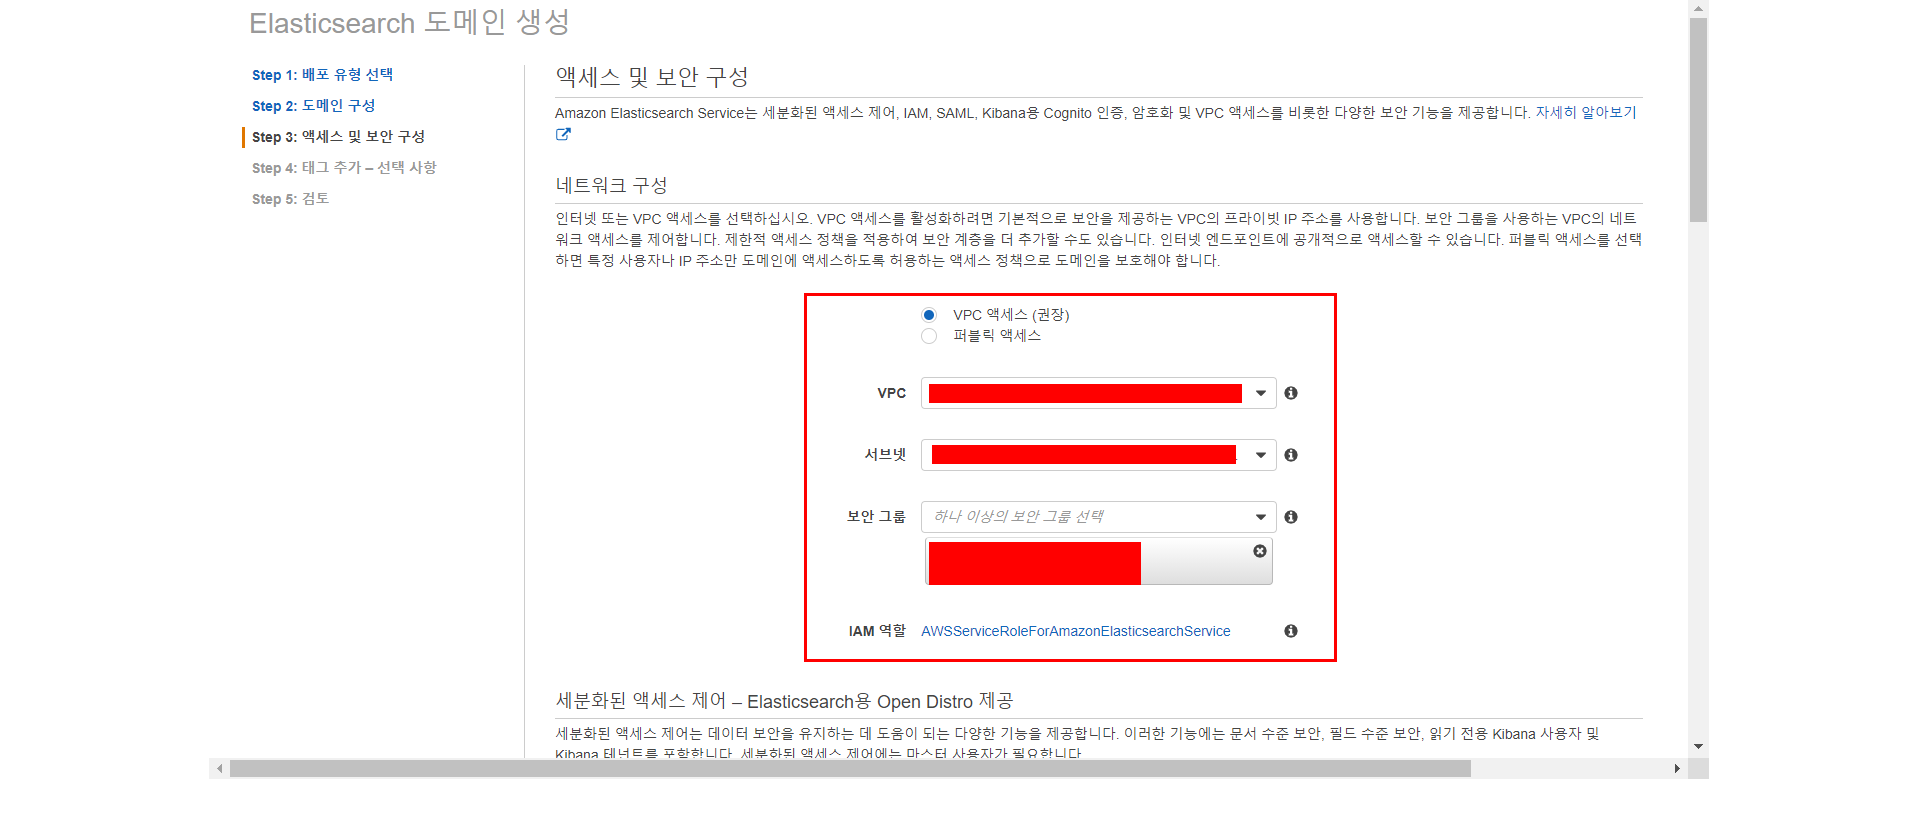 Elasticsearch 도메인 생성
Step 1: 배포 유형 선택
Step 2: 도메인 구성
Step 3: 액세스 및 보안 구성
Step 4: 태그 추가 – 선택 사항
Step 5: 검토
액세스 및 보안 구성
Amazon Elasticsearch Service는 세분화된 액세스 제어, IAM, SAML, Kibana용 Cognito 인증, 암호화 및 VPC 액세스를 비롯한 다양한 보안 기능을 제공합니다. 자세히 알아보기
네트워크 구성
인터넷 또는 VPC 액세스를 선택하십시오. VPC 액세스를 활성화하려면 기본적으로 보안을 제공하는 VPC의 프라이빗 IP 주소를 사용합니다. 보안 그룹을 사용하는 VPC의 네트
워크 액세스를 제어합니다. 제한적 액세스 정책을 적용하여 보안 계층을 더 추가할 수도 있습니다. 인터넷 엔드포인트에 공개적으로 액세스할 수 있습니다. 퍼블릭 액세스를 선택
하면 특정 사용자나 IP 주소만 도메인에 액세스하도록 허용하는 액세스 정책으로 도메인을 보호해야 합니다.
VPC 액세스 (권장)
퍼블릭 액세스
VPC
서브넷
보안 그룹 하나 이상의 보안 그룹 선택
IAM 역할 AWSServiceRoleForAmazonElasticsearchService
세분화된 액세스 제어 – Elasticsearch용 Open Distro 제공
세분화된 액세스 제어는 데이터 보안을 유지하는 데 도움이 되는 다양한 기능을 제공합니다. 이러한 기능에는 문서 수준 보안, 필드 수준 보안, 읽기 전용 Kibana 사용자 및
Kibana 테넌트를 포함합니다. 세분화된 액세스 제어에는 마스터 사용자가 필요합니다.